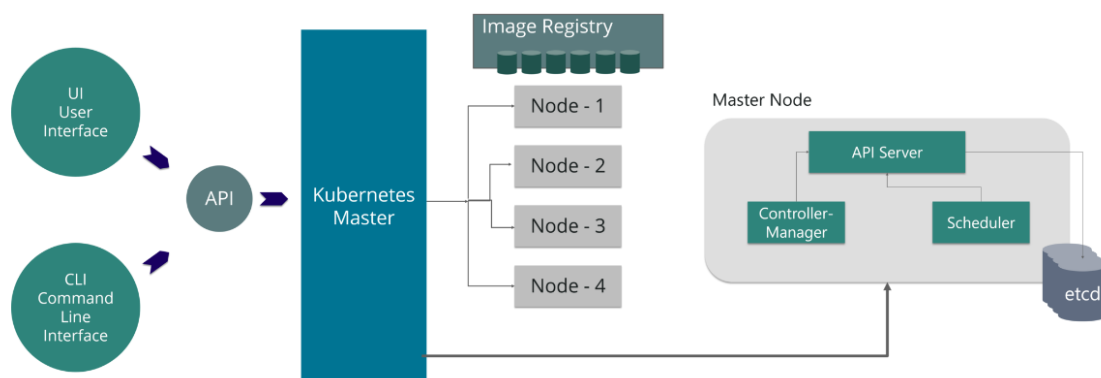 UI
User
Interface
CLI
Command
Line
Interface
API
Kubernetes
Master
Image Registry
Node - 1
Node - 2
Node - 3
Node - 4
Master Node
API Server
Controller-
Manager
Scheduler
etcd